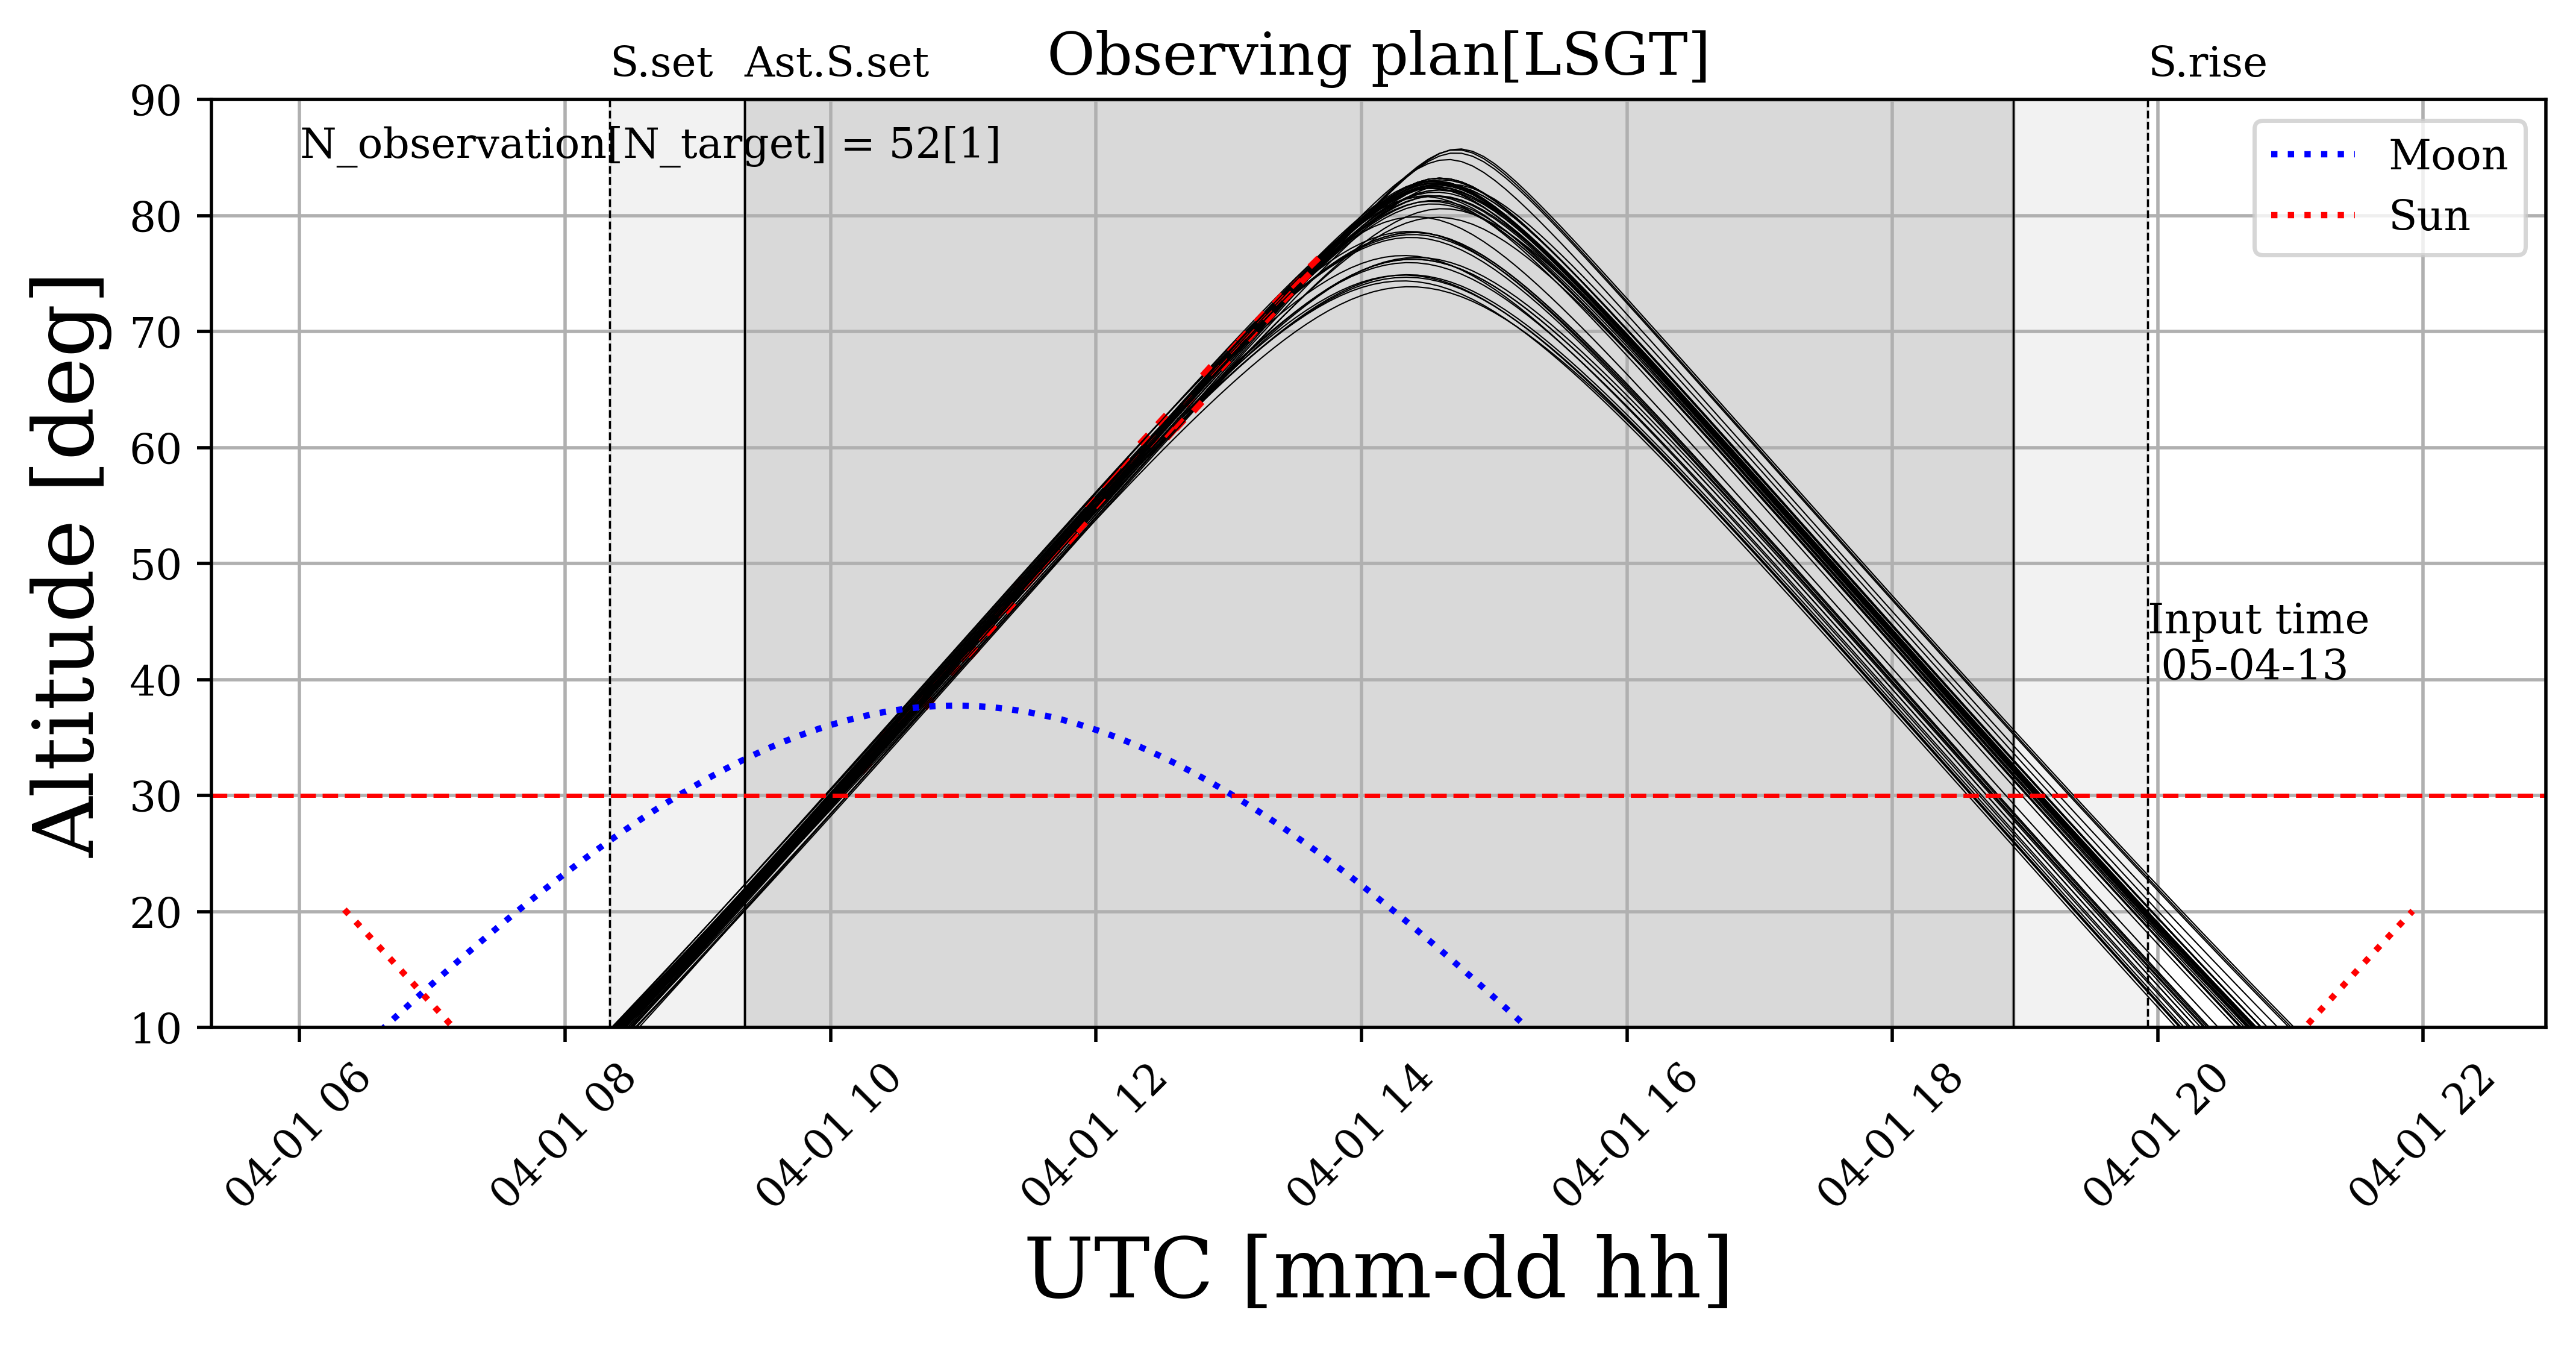 S.set
Ast.S.set
Observing plan[LSGT]
S.rise
N_observation[N_target] = 52[1]
Moon
Sun
90
80
70
60
50
40
30
20
10
Altitude [deg]
Input time
05-04-13
04-01 06
04-01 08
04-01 10
04-01 12
04-01 14
04-01 16
04-01 18
04-01 20
04-01 22
UTC [mm-dd hh]